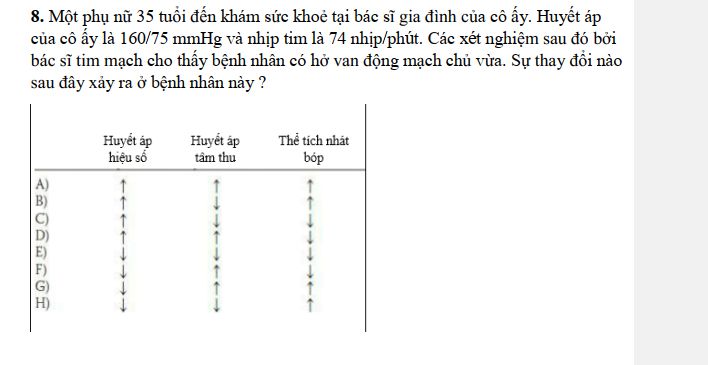 8. Một phụ nữ 35 tuổi đến khám sức khoẻ tại bác sĩ gia đình của cô ấy. Huyết áp
của cô ấy là 160/75 mmHg và nhịp tim là 74 nhịp/phút. Các xét nghiệm sau đó bởi
bác sĩ tim mạch cho thấy bệnh nhân có hở van động mạch chủ vừa. Sự thay đổi nào
sau đây xảy ra ở bệnh nhân này ?
Huyết áp Huyết áp Thể tích nhát
hiệu số tâm thu bóp
A) ↑ ↑ ↑
B) ↑ ↓ ↑
C) ↑ ↓ ↓
D) ↑ ↑ ↓
E) ↓ ↓ ↓
F) ↓ ↑ ↓
G) ↓ ↑ ↑
H) ↓ ↓ ↑